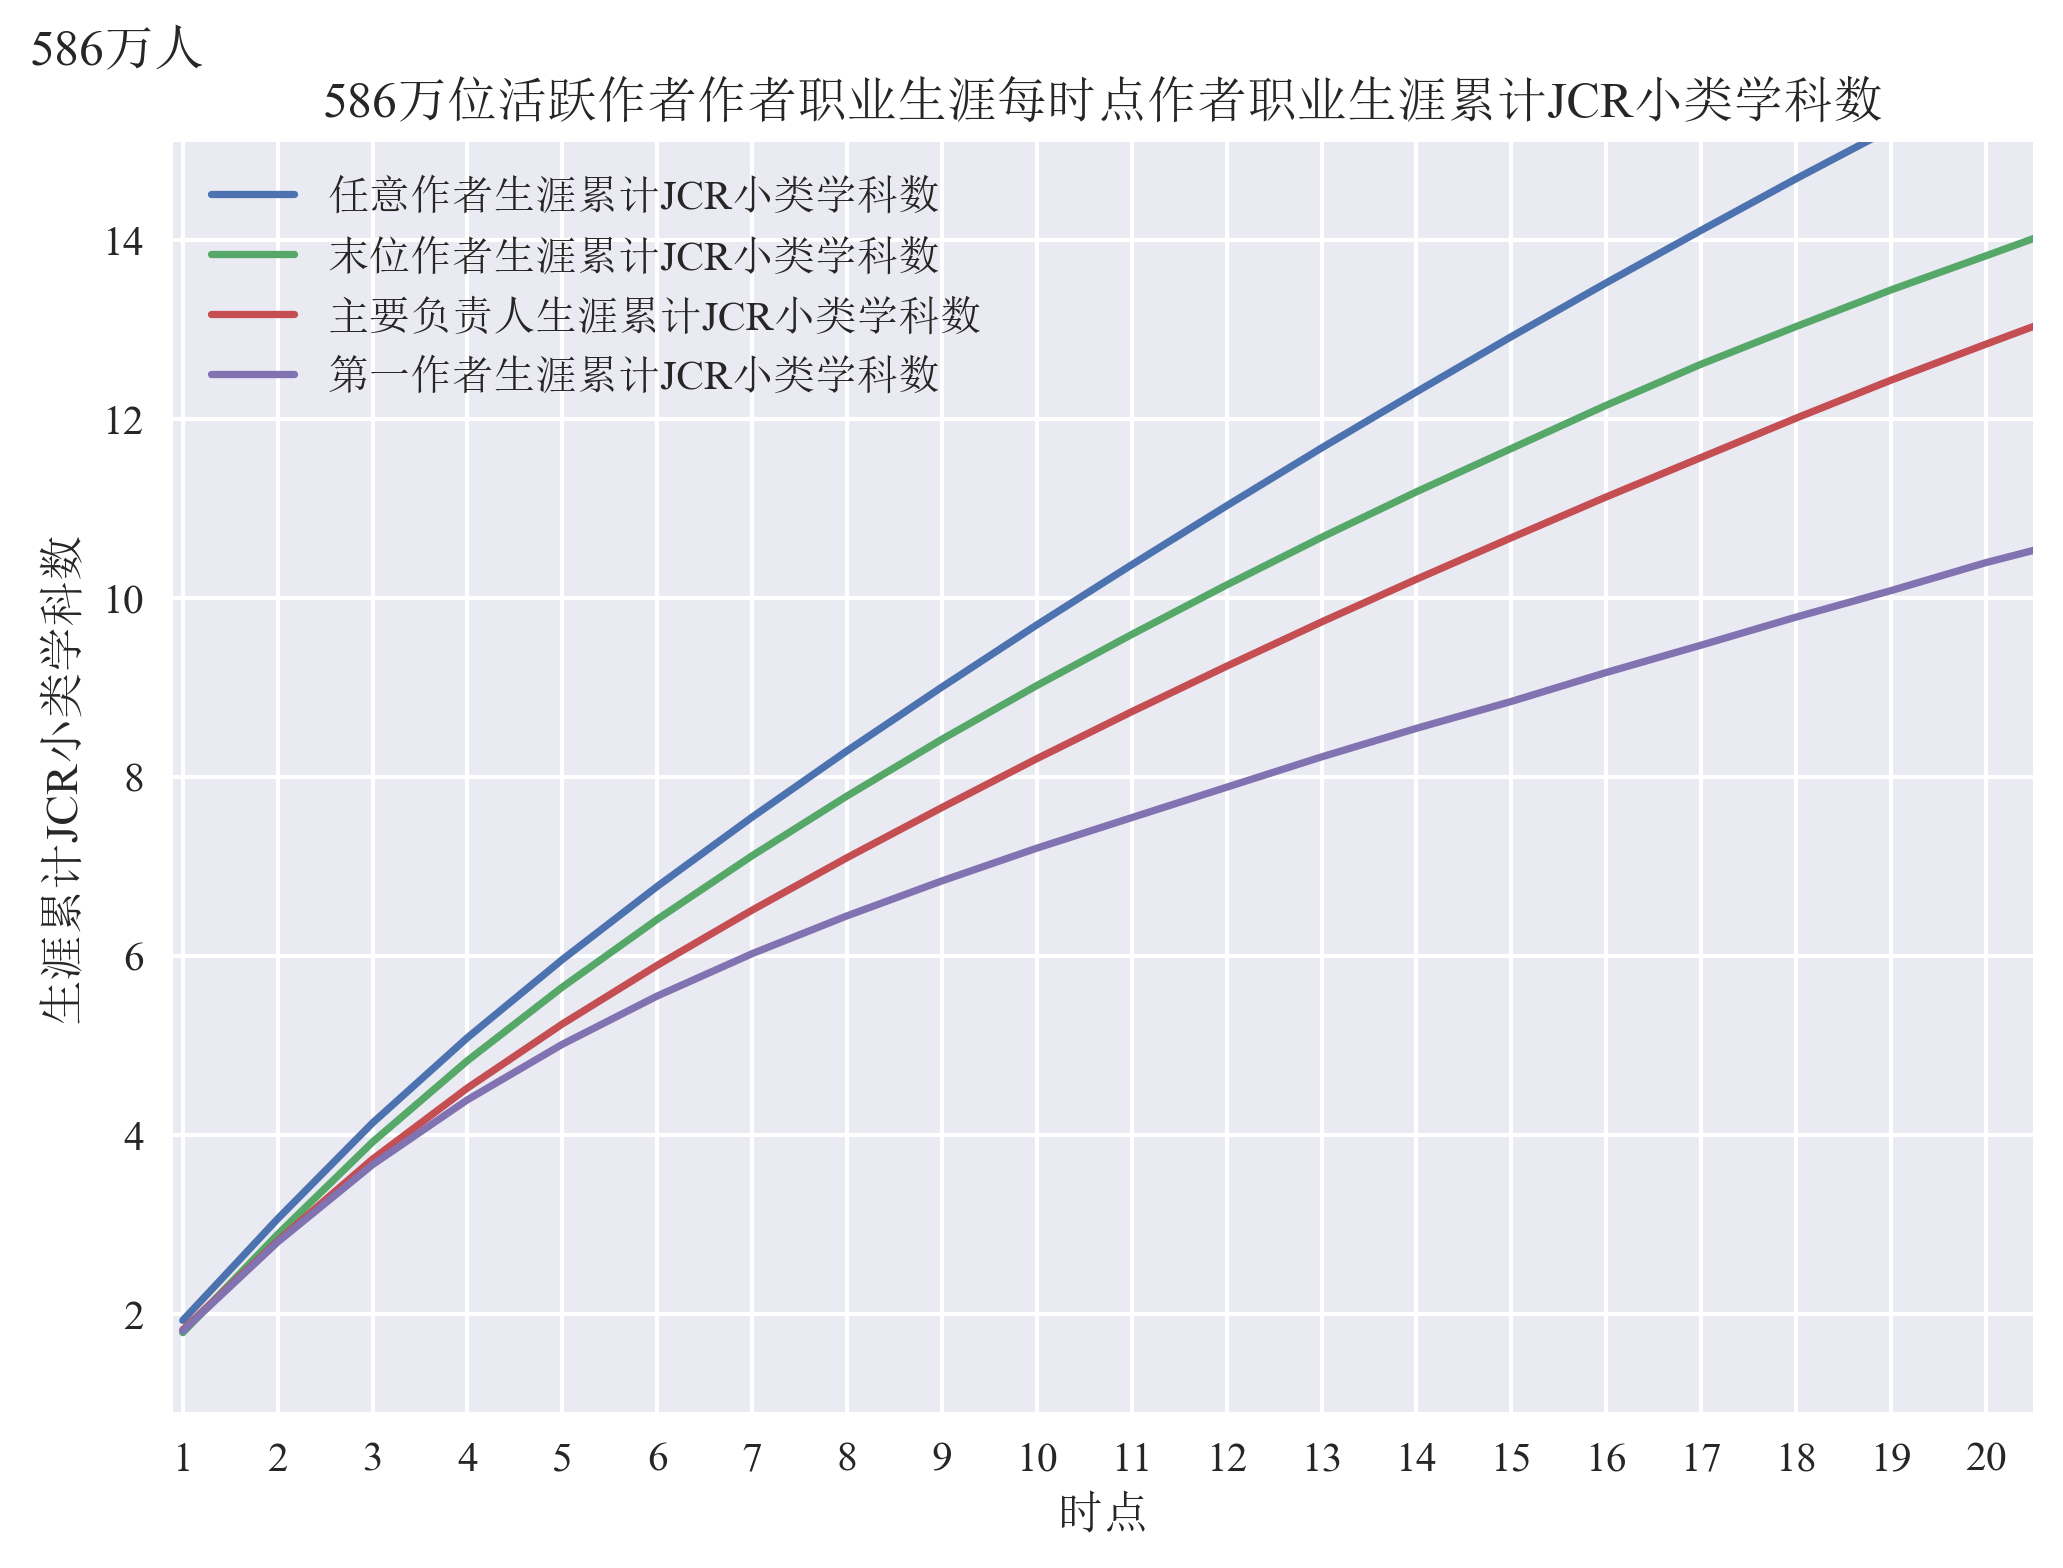 586万人
586万位活跃作者作者职业生涯每时点作者职业生涯累计JCR小类学科数
任意作者生涯累计JCR小类学科数
末位作者生涯累计JCR小类学科数
主要负责人生涯累计JCR小类学科数
第一作者生涯累计JCR小类学科数
生涯累计JCR小类学科数
14
12
10
8
6
4
2
1 2 3 4 5 6 7 8 9 10 11 12 13 14 15 16 17 18 19 20
时点